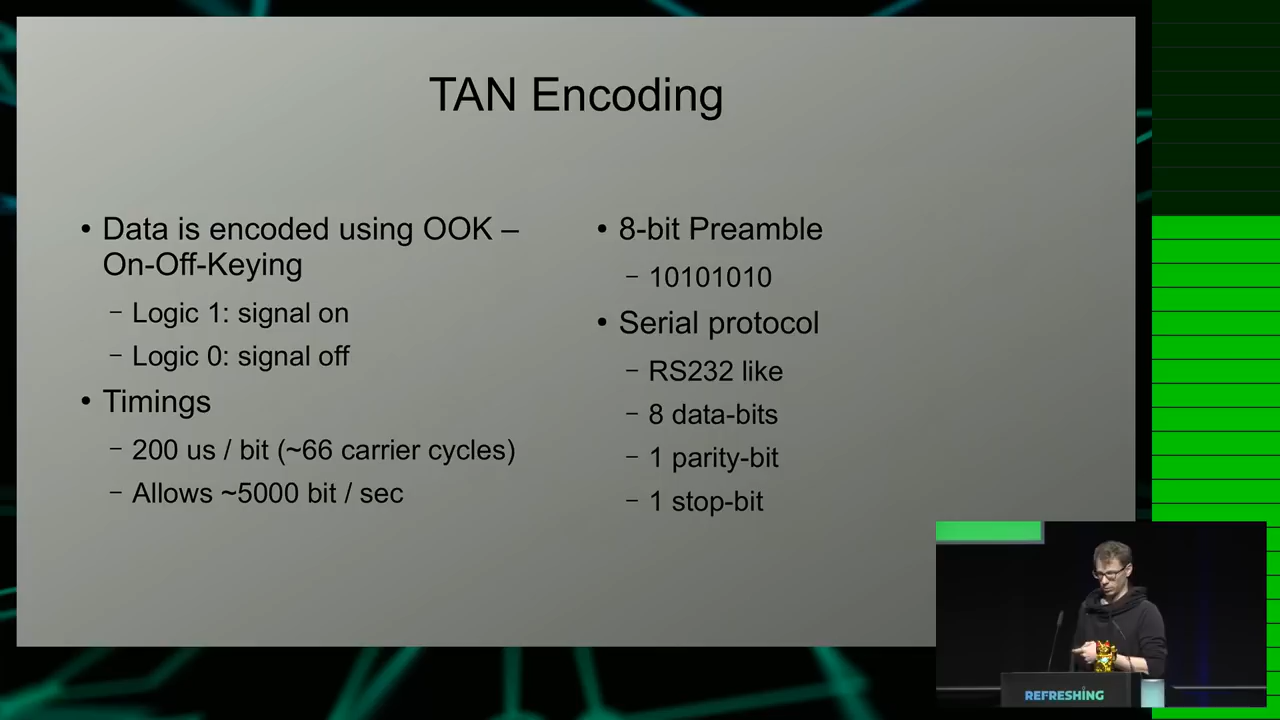 TAN Encoding
• Data is encoded using OOK –
On-Off-Keying
– Logic 1: signal on
– Logic 0: signal off
• Timings
– 200 us / bit (~66 carrier cycles)
– Allows ~5000 bit / sec
• 8-bit Preamble
– 10101010
• Serial protocol
– RS232 like
– 8 data-bits
– 1 parity-bit
– 1 stop-bit
REFRESHING